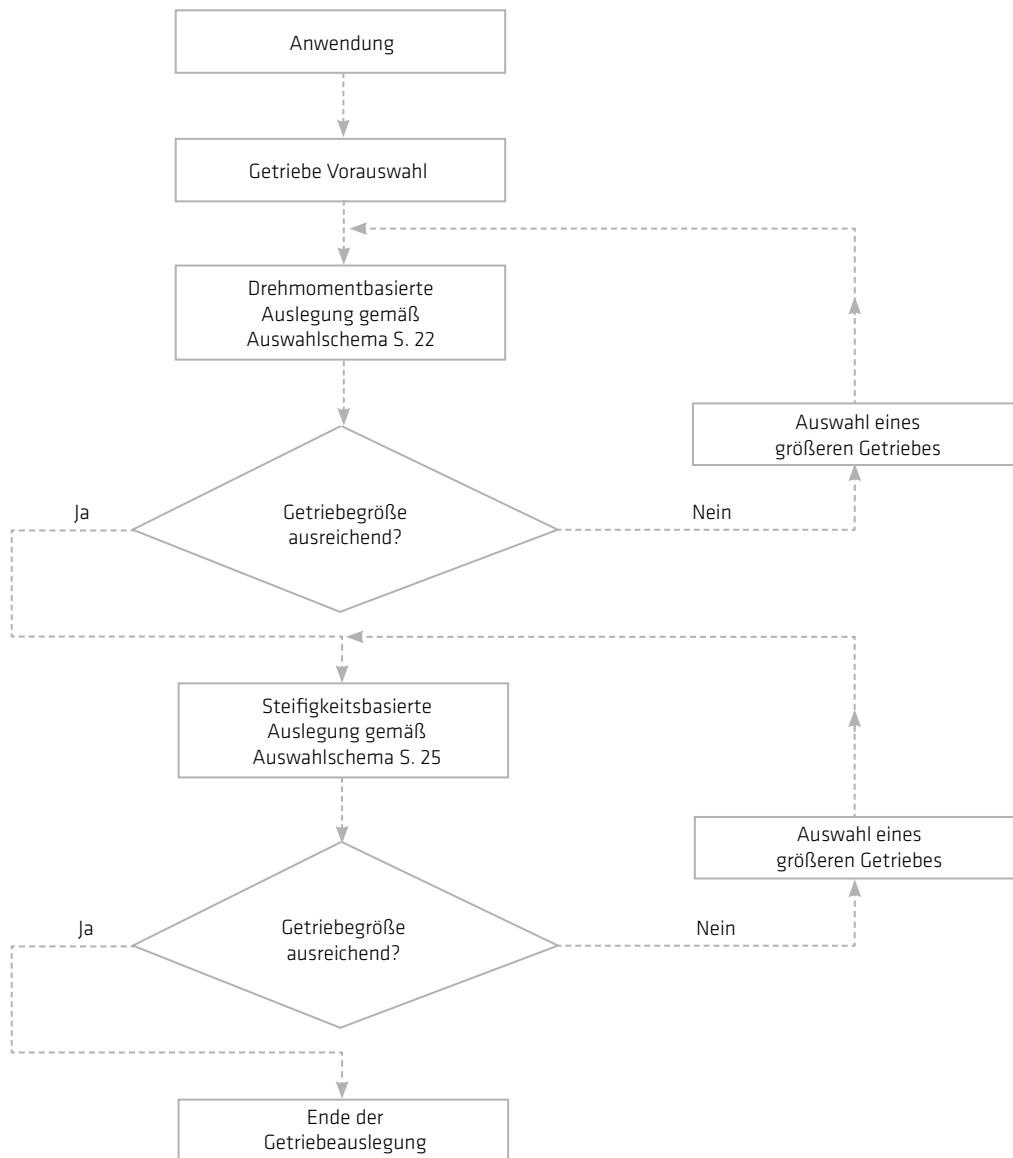 Anwendung
Getriebe Vorauswahl
Drehmomentbasierte
Auslegung gemäß
Auswahlschema S. 22
Auswahl eines
größeren Getriebes
Ja
Getriebegröße
ausreichend?
Nein
Steifigkeitsbasierte
Auslegung gemäß
Auswahlschema S. 25
Auswahl eines
größeren Getriebes
Ja
Getriebegröße
ausreichend?
Nein
Ende der
Getriebeauslegung